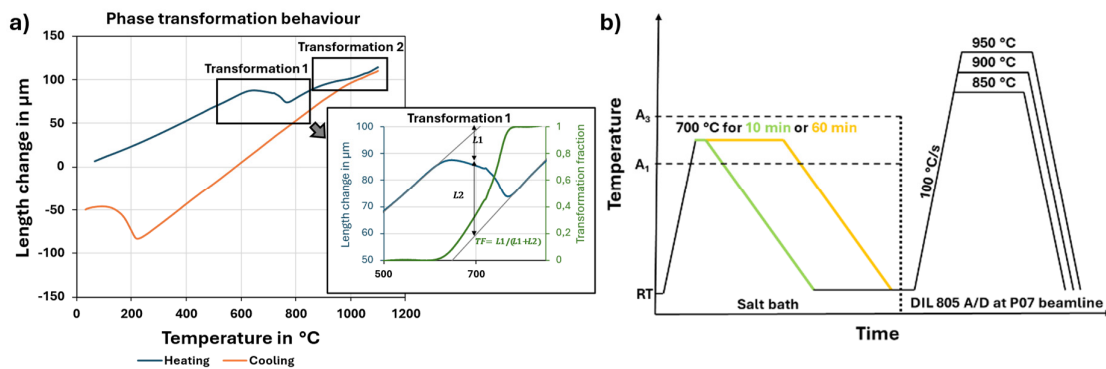 a)
Phase transformation behaviour
Length change in µm
150
100
50
0
-50
-100
-150
0
200
400
600
800
1000
1200
Temperature in °C
Heating
Cooling
Transformation 1
Transformation 2
Transformation 1
Length change in µm
100
90
80
70
60
50
500
700
1
0,8
0,6
0,4
0,2
0
Transformation fraction
L1
L2
TF= L1/(L1+L2)
b)
Temperature
A3
A1
RT
700 °C for 10 min or 60 min
100 °C/s
950 °C
900 °C
850 °C
Salt bath
DIL 805 A/D at P07 beamline
Time